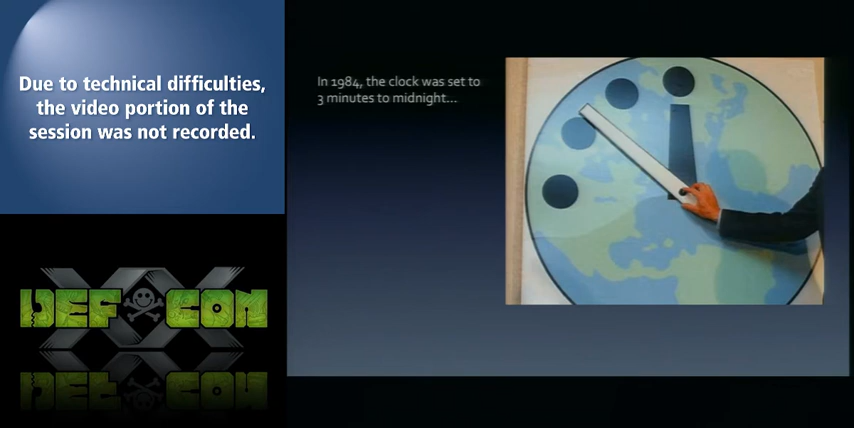 Due to technical difficulties,
the video portion of the
session was not recorded.
In 1984, the clock was set to
3 minutes to midnight...
XX
DEF CON